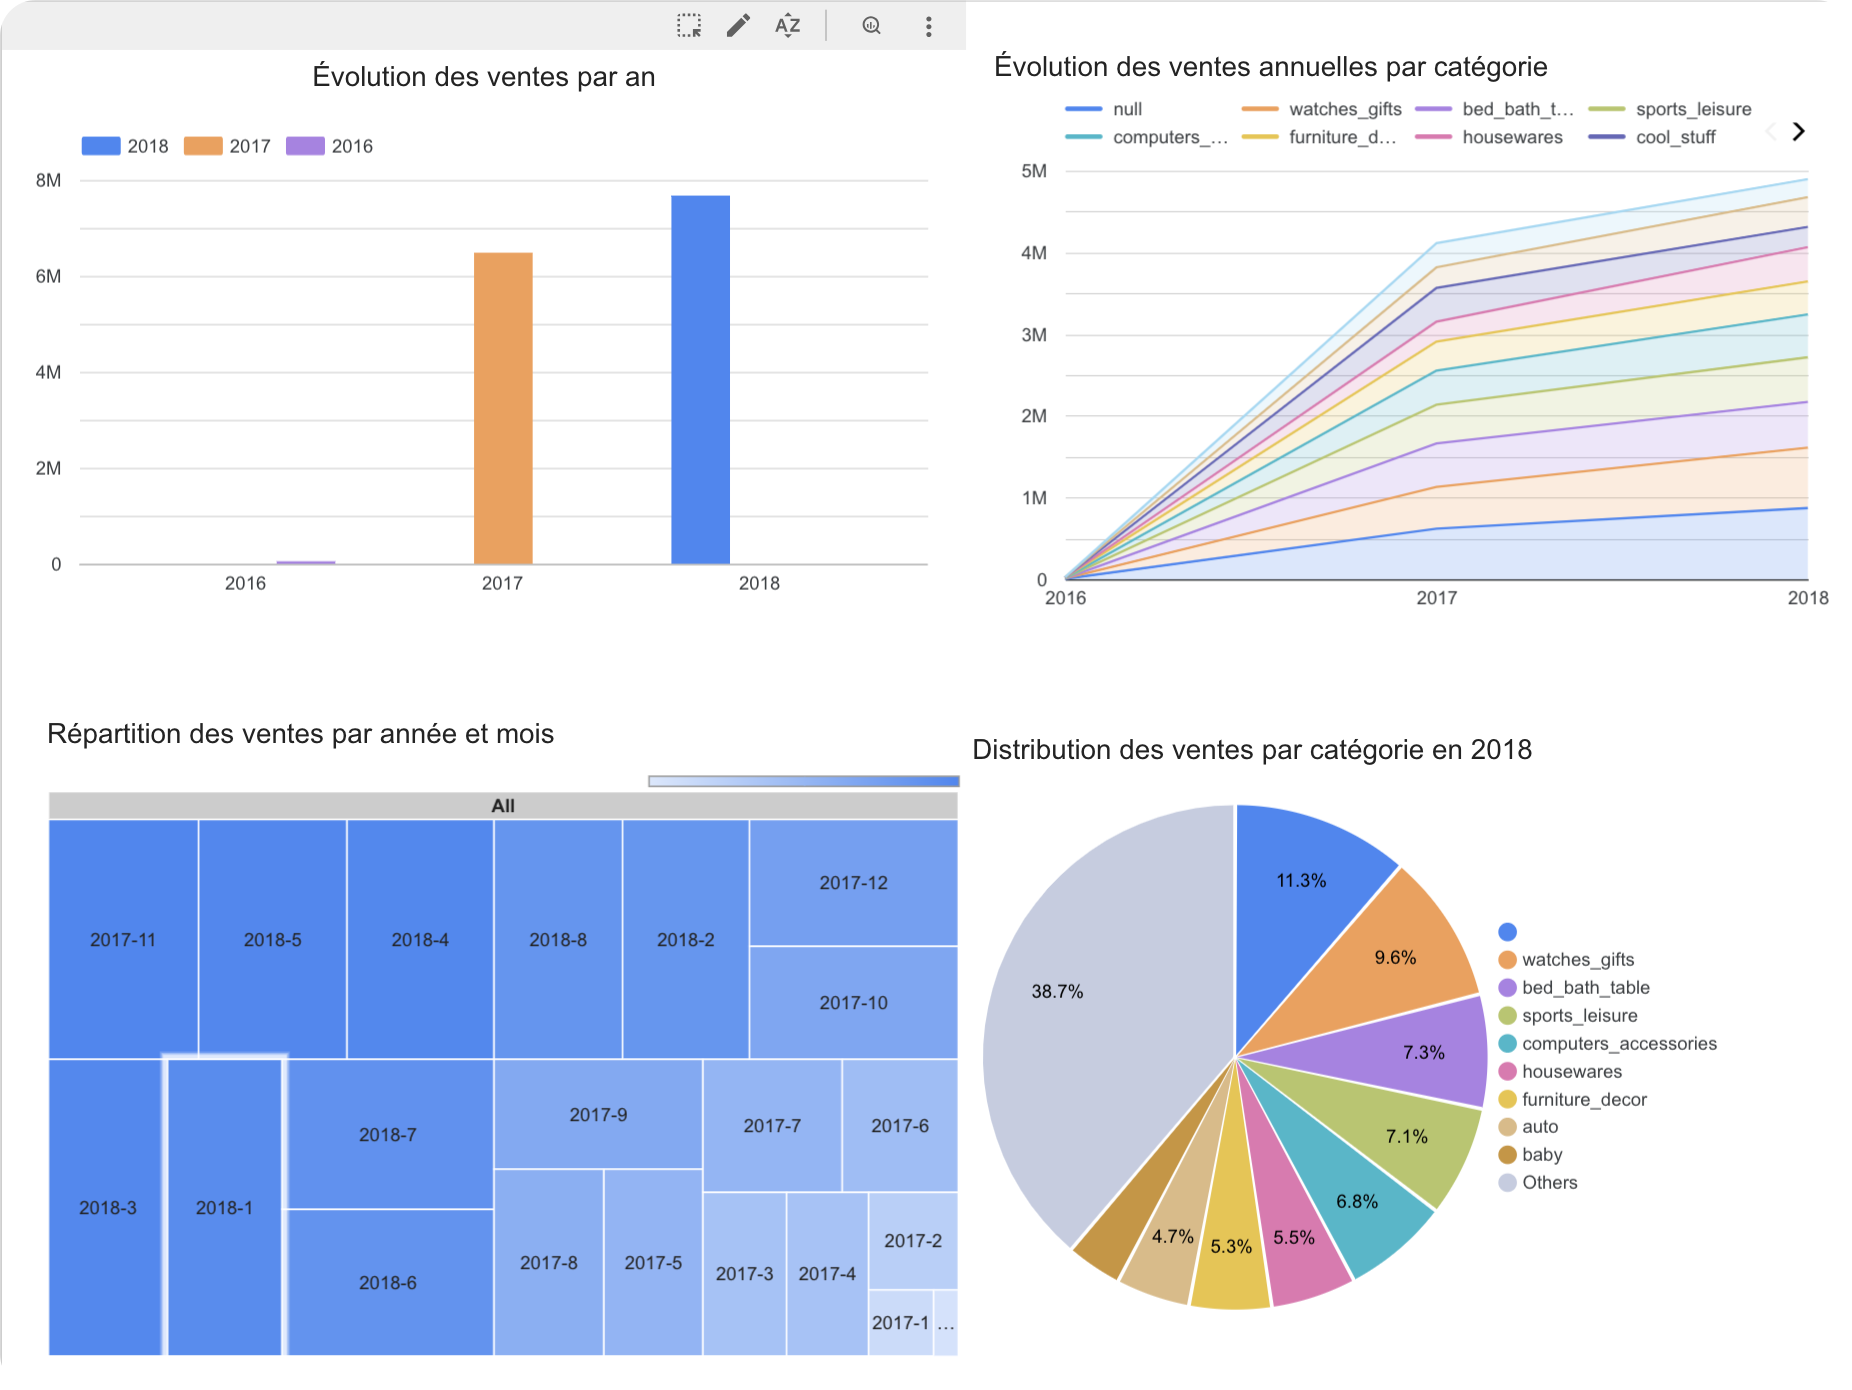 Évolution des ventes par an
2018 2017 2016
8M
6M
4M
2M
0
2016 2017 2018
Évolution des ventes annuelles par catégorie
null watches_gifts bed_bath_t… sports_leisure
computers_… furniture_d… housewares cool_stuff
5M
4M
3M
2M
1M
0
2016 2017 2018
Répartition des ventes par année et mois
All
2017-11 2018-5 2018-4 2018-8 2018-2 2017-12
2017-10
2018-3 2018-1 2018-7 2017-9 2017-7 2017-6
2018-6 2017-8 2017-5 2017-3 2017-4 2017-2
2017-1 …
Distribution des ventes par catégorie en 2018
11.3%
9.6%
7.3%
7.1%
6.8%
5.5%
5.3%
4.7%
38.7%
watches_gifts
bed_bath_table
sports_leisure
computers_accessories
housewares
furniture_decor
auto
baby
Others